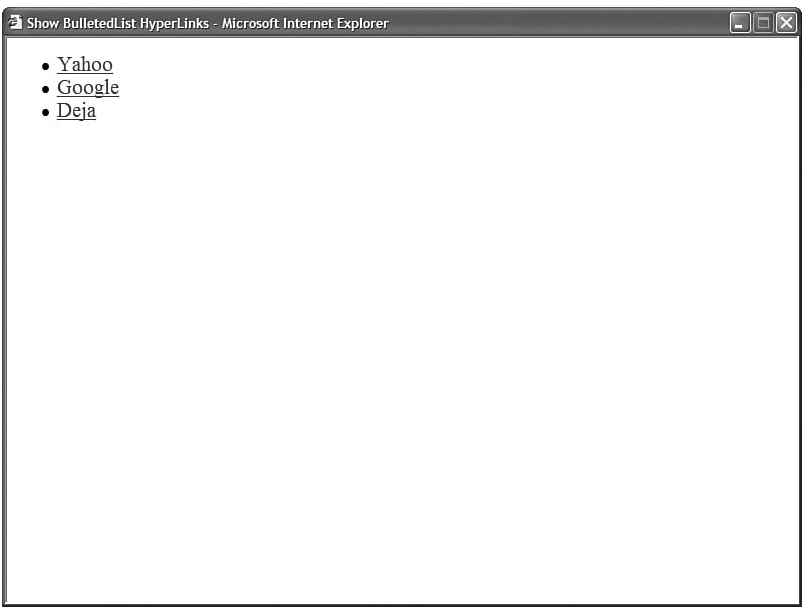 Show BulletedList HyperLinks - Microsoft Internet Explorer
Yahoo
Google
Deja